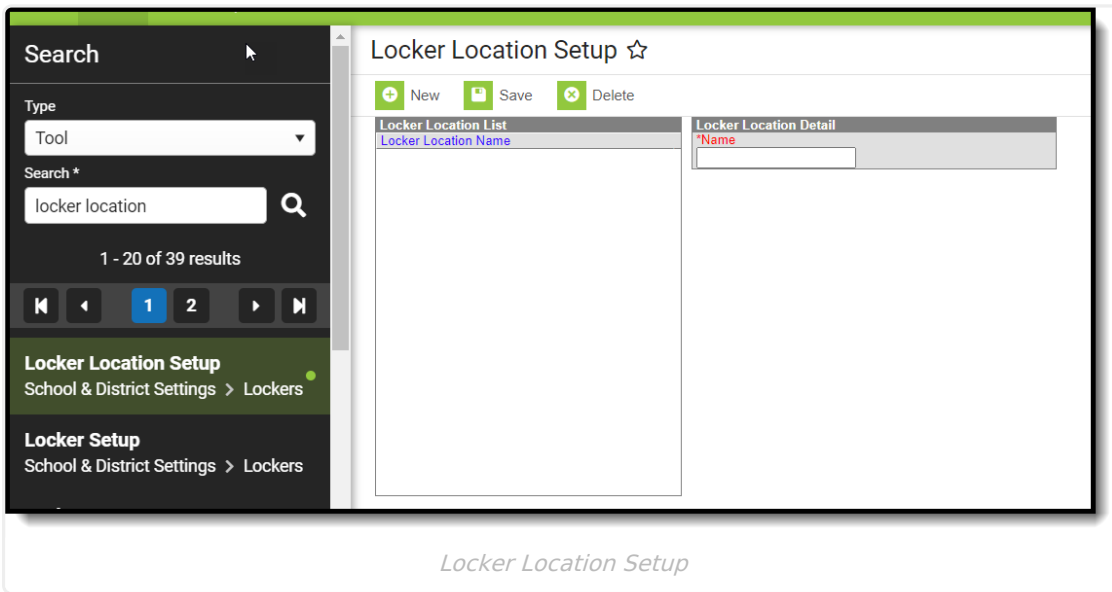 Search
Type
Tool
Search *
locker location
1 - 20 of 39 results
1 2
Locker Location Setup
School & District Settings > Lockers
Locker Setup
School & District Settings > Lockers
Locker Location Setup
New Save Delete
Locker Location List
Locker Location Name
Locker Location Detail
*Name
Locker Location Setup